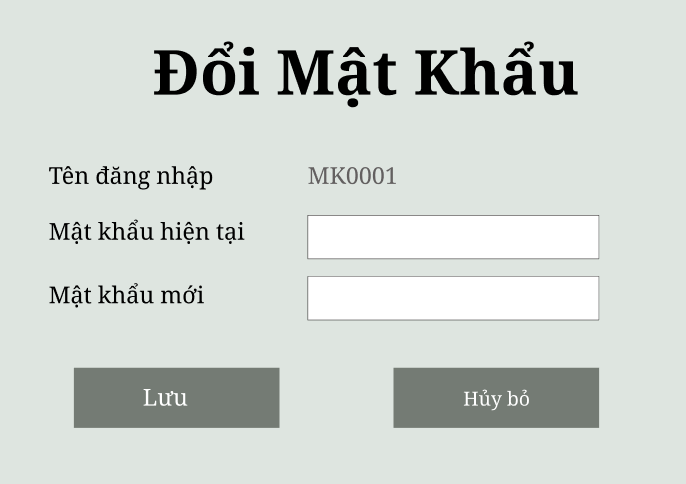 Đổi Mật Khẩu
Tên đăng nhập MK0001
Mật khẩu hiện tại
Mật khẩu mới
Lưu Hủy bỏ